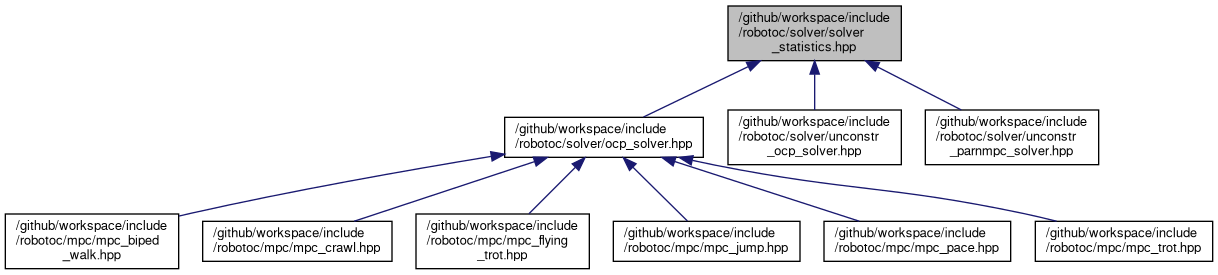 /github/workspace/include
/robotoc/solver/solver
_statistics.hpp
/github/workspace/include
/robotoc/solver/ocp_solver.hpp
/github/workspace/include
/robotoc/solver/unconstr
_ocp_solver.hpp
/github/workspace/include
/robotoc/solver/unconstr
_parnmpc_solver.hpp
/github/workspace/include
/robotoc/mpc/mpc_biped
_walk.hpp
/github/workspace/include
/robotoc/mpc/mpc_crawl.hpp
/github/workspace/include
/robotoc/mpc/mpc_flying
_trot.hpp
/github/workspace/include
/robotoc/mpc/mpc_jump.hpp
/github/workspace/include
/robotoc/mpc/mpc_pace.hpp
/github/workspace/include
/robotoc/mpc/mpc_trot.hpp